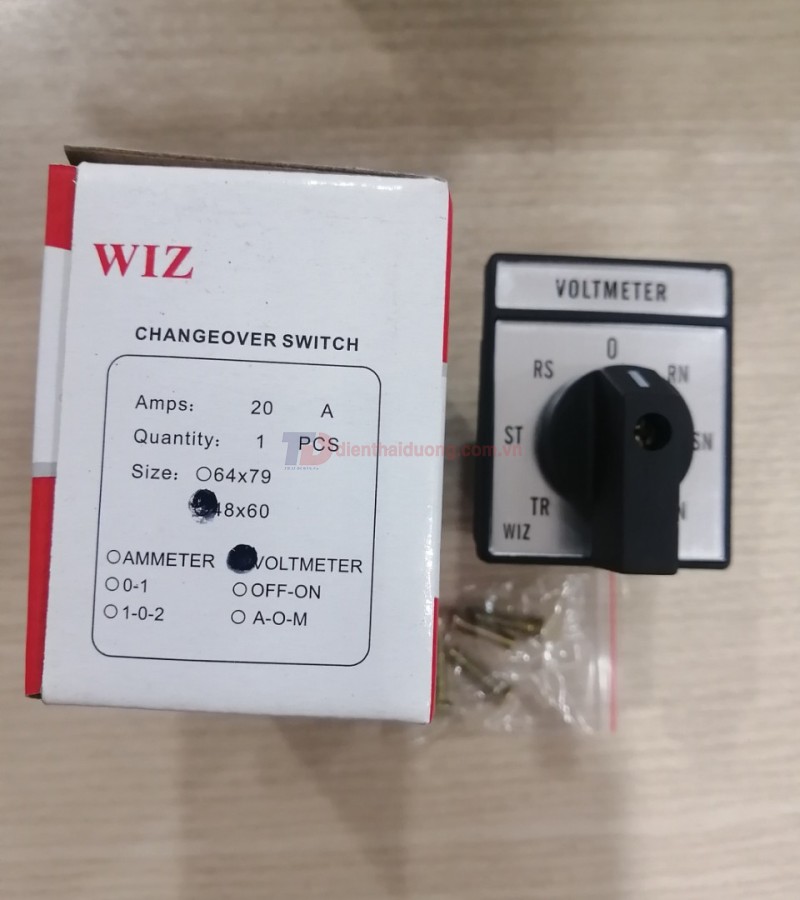 WIZ
CHANGEOVER SWITCH
Amps: 20 A
Quantity: 1 PCS
Size: 64x79
48x60
AMMETER VOLTMETER
0-1 OFF-ON
1-0-2 A-O-M
VOLTMETER
0
RS RN
ST SN
TR N
WIZ
TD dienthaiduong.com.vn